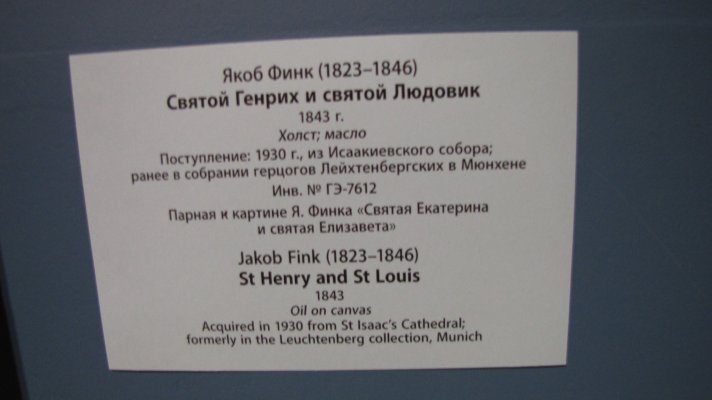 Якоб Финк (1823–1846)
Святой Генрих и святой Людовик
1843 г.
Холст; масло
Поступление: 1930 г., из Исаакиевского собора;
ранее в собрании герцогов Лейхтенбергских в Мюнхене
Инв. № ГЭ-7612
Парная к картине Я. Финка «Святая Екатерина
и святая Елизавета»
Jakob Fink (1823–1846)
St Henry and St Louis
1843
Oil on canvas
Acquired in 1930 from St Isaac's Cathedral;
formerly in the Leuchtenberg collection, Munich